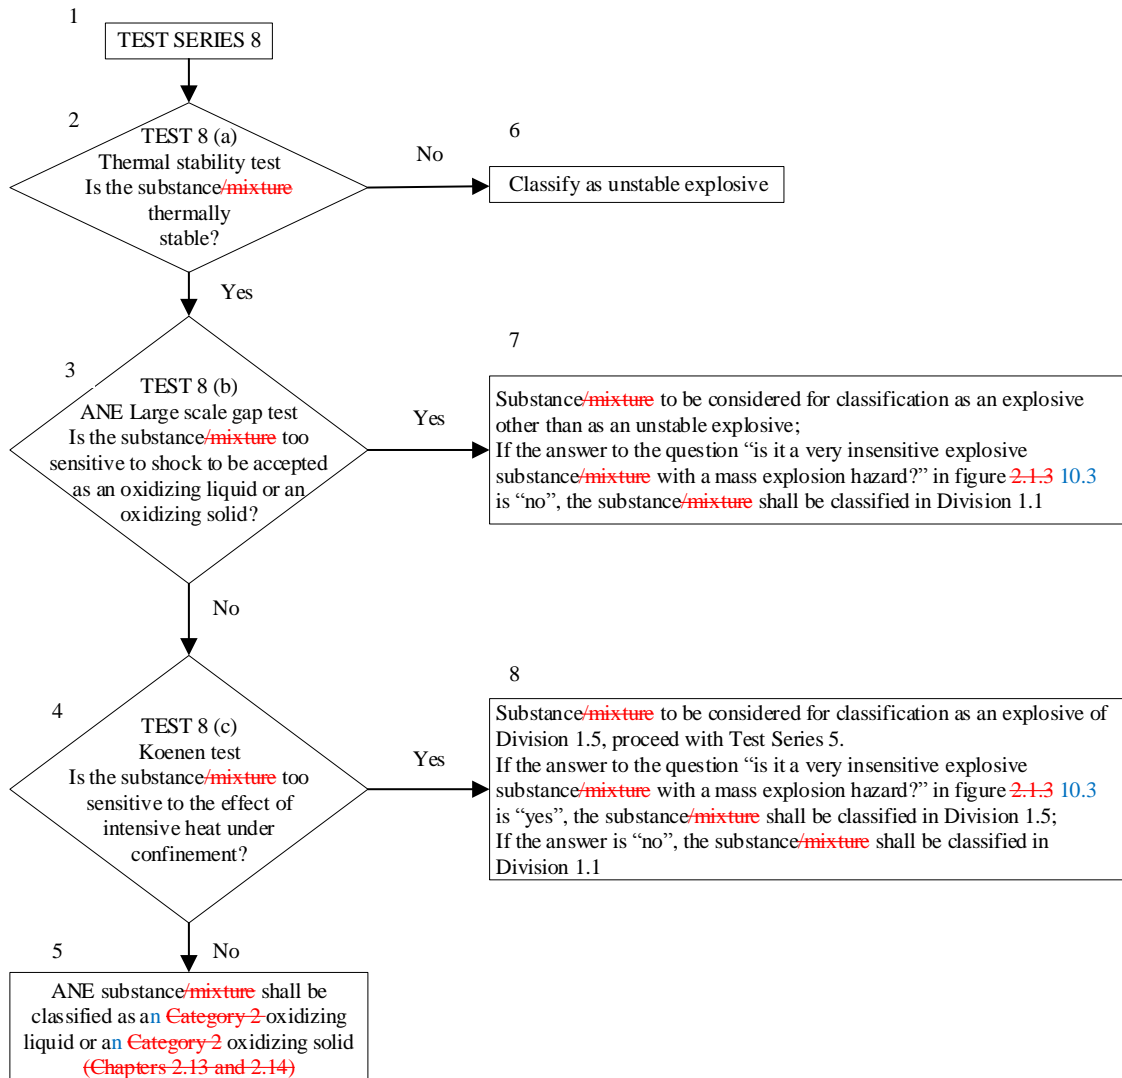 1
TEST SERIES 8
2
TEST 8 (a)
Thermal stability test
Is the substance/mixture
thermally
stable?
No
6
Classify as unstable explosive
Yes
3
TEST 8 (b)
ANE Large scale gap test
Is the substance/mixture too
sensitive to shock to be accepted
as an oxidizing liquid or an
oxidizing solid?
Yes
7
Substance/mixture to be considered for classification as an explosive
other than as an unstable explosive;
If the answer to the question “is it a very insensitive explosive
substance/mixture with a mass explosion hazard?” in figure 2.1.3 10.3
is “no”, the substance/mixture shall be classified in Division 1.1
No
4
TEST 8 (c)
Koenen test
Is the substance/mixture too
sensitive to the effect of
intensive heat under
confinement?
Yes
8
Substance/mixture to be considered for classification as an explosive of
Division 1.5, proceed with Test Series 5.
If the answer to the question “is it a very insensitive explosive
substance/mixture with a mass explosion hazard?” in figure 2.1.3 10.3
is “yes”, the substance/mixture shall be classified in Division 1.5;
If the answer is “no”, the substance/mixture shall be classified in
Division 1.1
No
5
ANE substance/mixture shall be
classified as an Category 2 oxidizing
liquid or an Category 2 oxidizing solid
(Chapters 2.13 and 2.14)